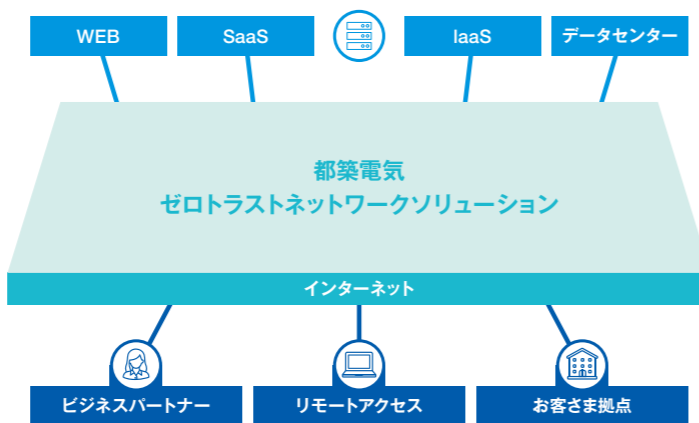 WEB
SaaS
IaaS
データセンター
都築電気
ゼロトラストネットワークソリューション
インターネット
ビジネスパートナー
リモートアクセス
お客さま拠点